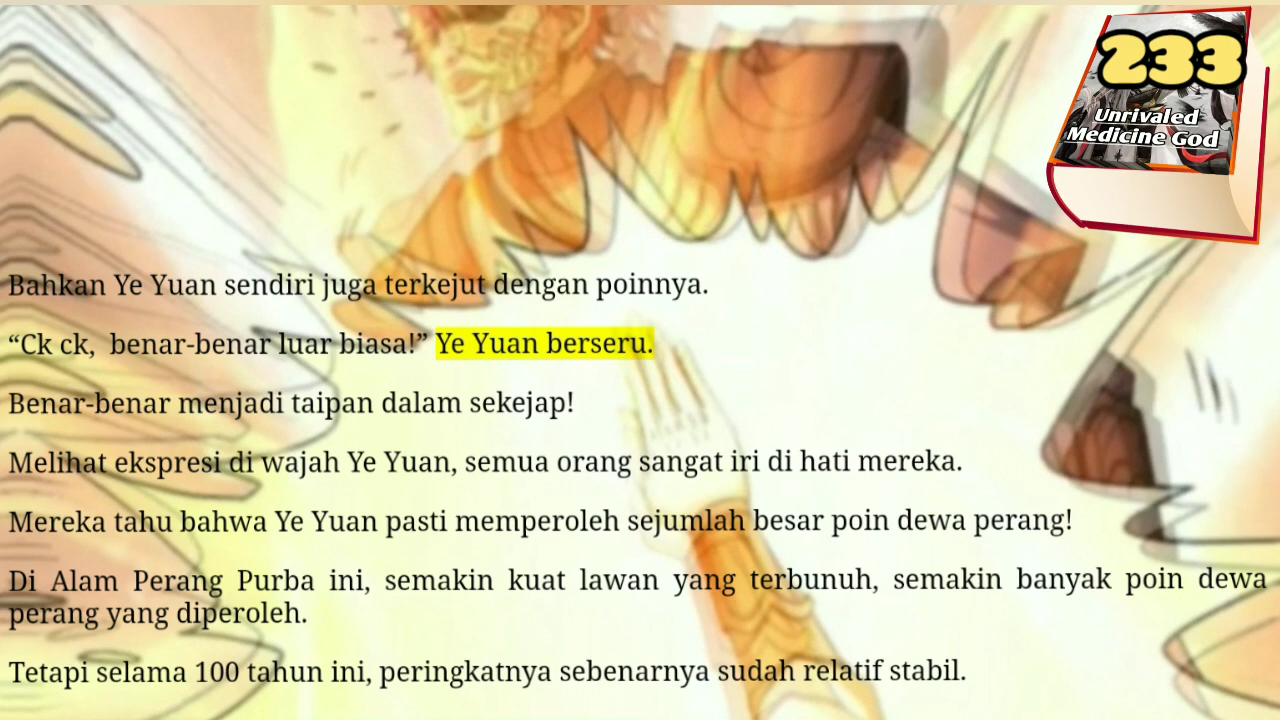 233
Unrivaled
Medicine God
Bahkan Ye Yuan sendiri juga terkejut dengan poinnya.
“Ck ck,  benar-benar luar biasa!” Ye Yuan berseru.
Benar-benar menjadi taipan dalam sekejap!
Melihat ekspresi di wajah Ye Yuan, semua orang sangat iri di hati mereka.
Mereka tahu bahwa Ye Yuan pasti memperoleh sejumlah besar poin dewa perang!
Di Alam Perang Purba ini, semakin kuat lawan yang terbunuh, semakin banyak poin dewa
perang yang diperoleh.
Tetapi selama 100 tahun ini, peringkatnya sebenarnya sudah relatif stabil.